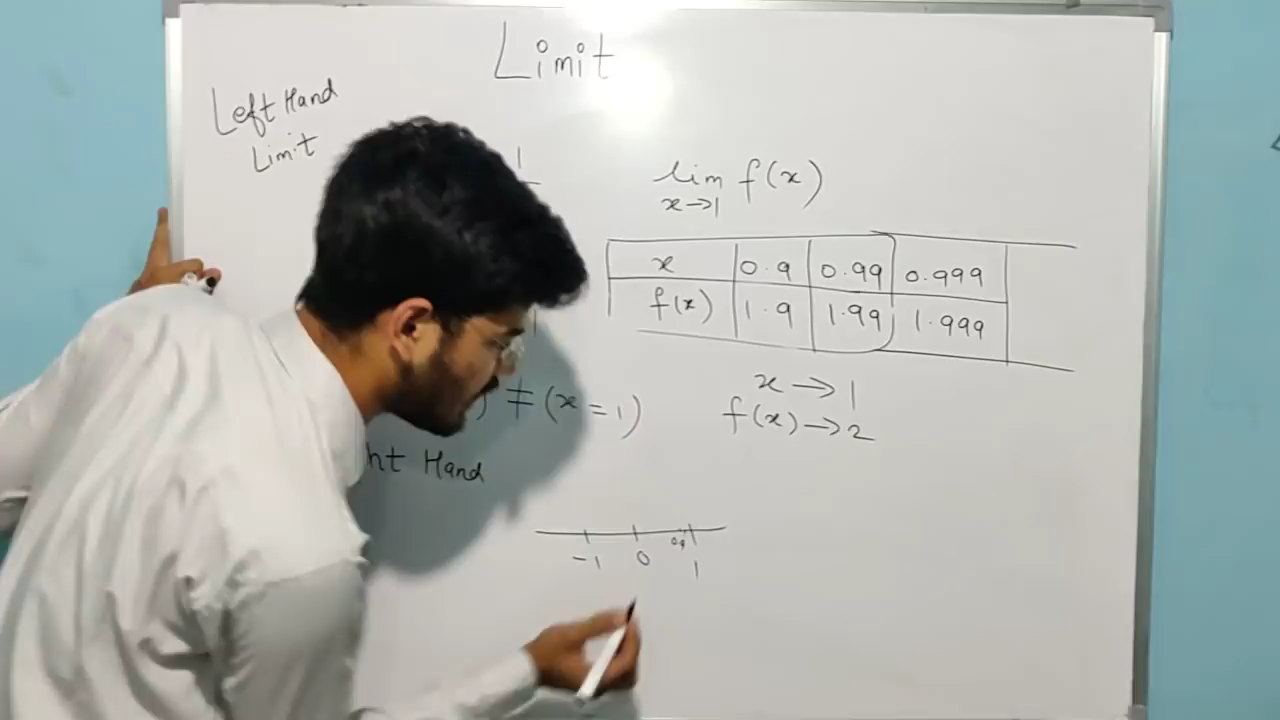 Limit
Left Hand
Limit
1
lim f(x)
x→1
x 0.9 0.99 0.999
f(x) 1.9 1.99 1.999
x → 1
f(x) → 2
) ≠ (x = 1)
ht Hand
-1 0 0.9 1